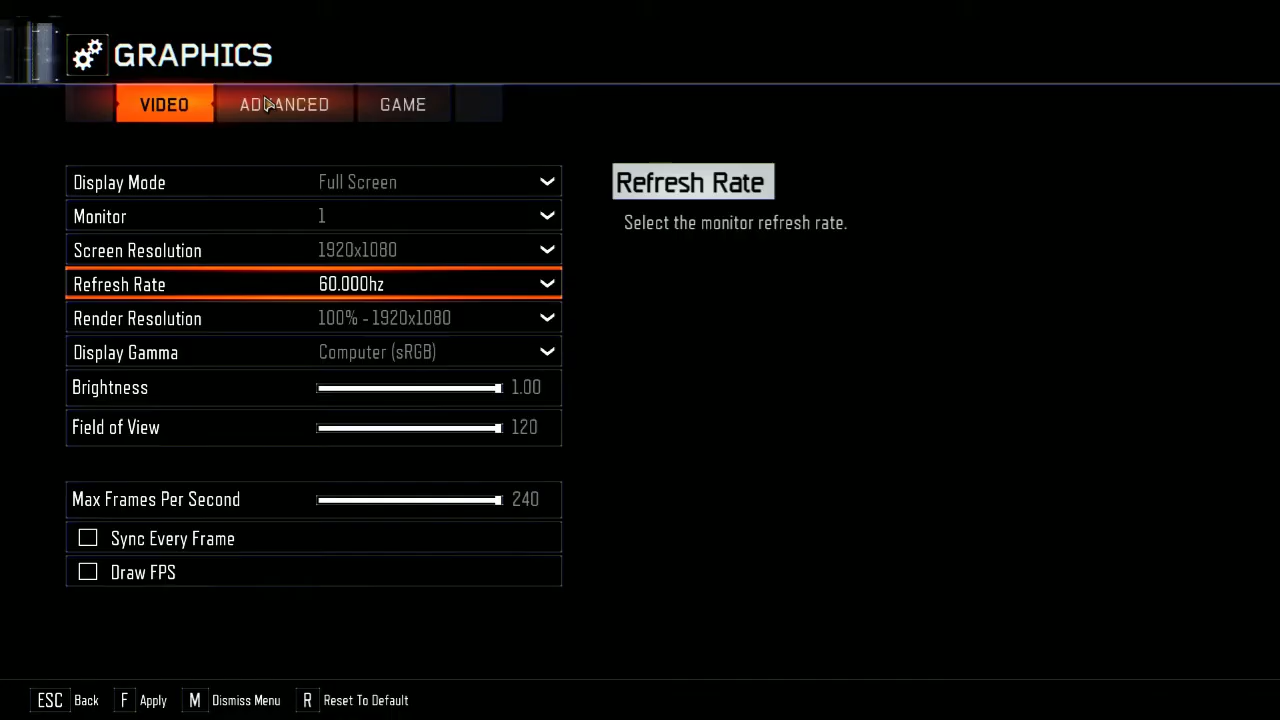 GRAPHICS
VIDEO ADVANCED GAME
Display Mode Full Screen
Monitor 1
Screen Resolution 1920x1080
Refresh Rate 60.000hz
Render Resolution 100% - 1920x1080
Display Gamma Computer (sRGB)
Brightness 1.00
Field of View 120
Max Frames Per Second 240
Sync Every Frame
Draw FPS
Refresh Rate
Select the monitor refresh rate.
ESC Back F Apply M Dismiss Menu R Reset To Default